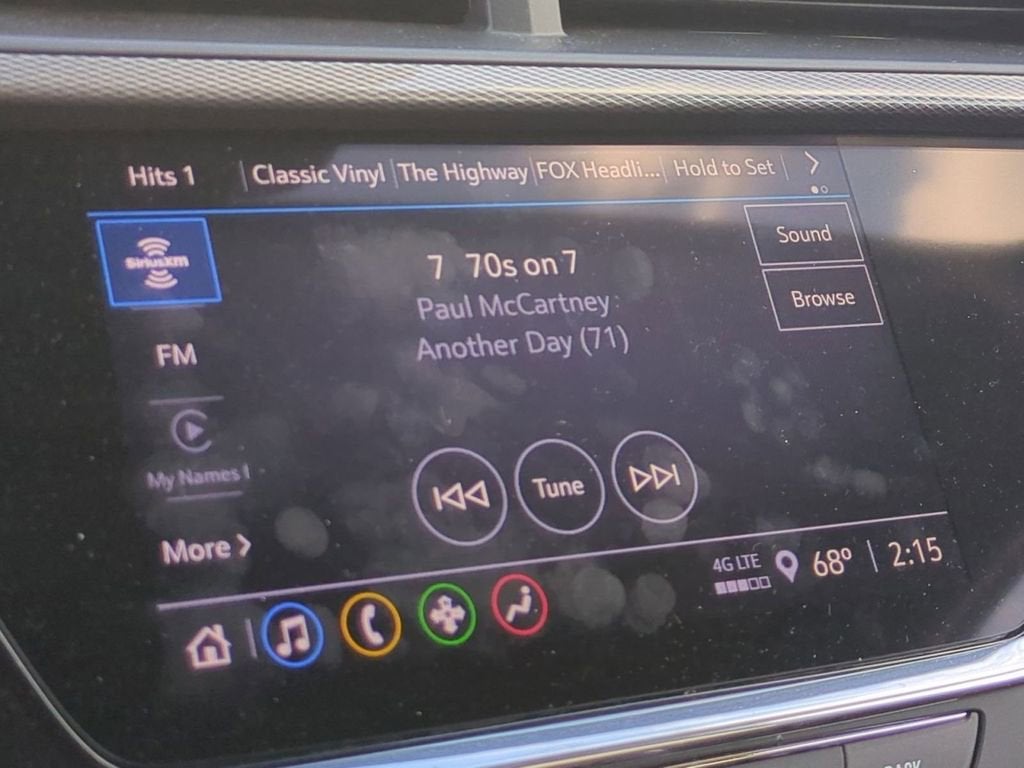 Hits 1 Classic Vinyl The Highway FOX Headli... Hold to Set
SiriusXM
7 70s on 7
Paul McCartney
Another Day (71)
Sound
Browse
FM
My Names I
More
Tune
4G LTE
68° 2:15
BACK